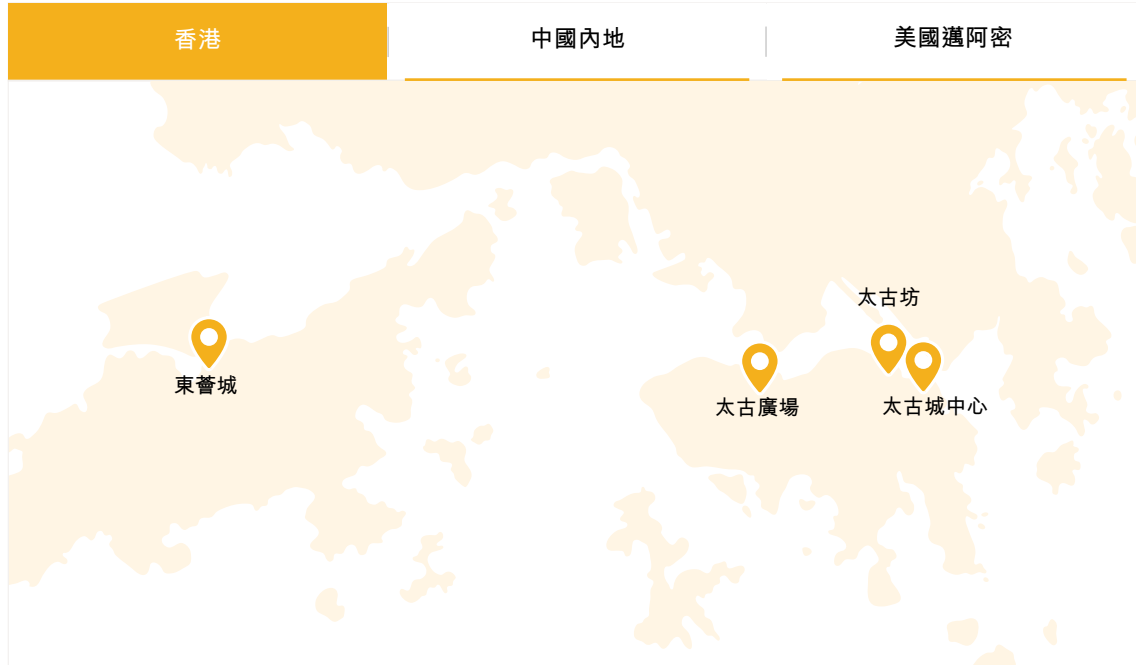 香港
中國內地
美國邁阿密
太古坊
東薈城
太古廣場
太古城中心